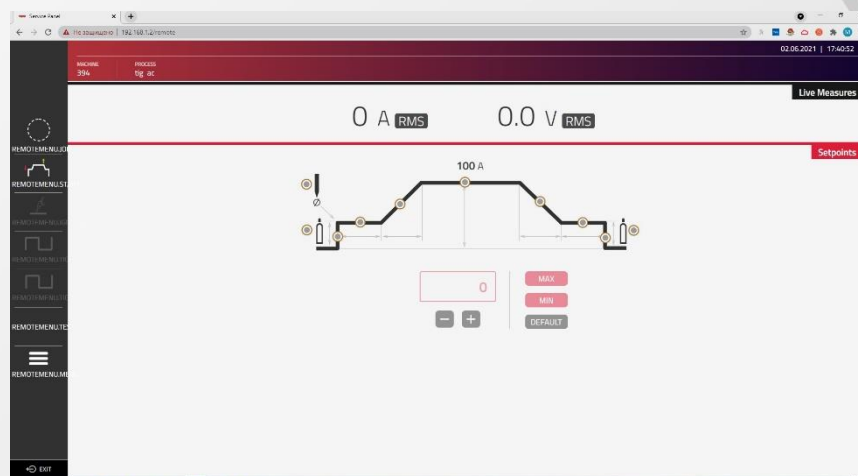 Service Panel
Не защищено | 192.168.1.2/remote
02.06.2021 | 17:40:52
MACHINE
394
PROCESS
tig ac
Live Measures
0 A RMS
0.0 V RMS
Setpoints
100 A
REMOTEMENU.JO
REMOTEMENU.ST
REMOTEMENU.TES
REMOTEMENU.ME
0
MAX
MIN
DEFAULT
EXIT